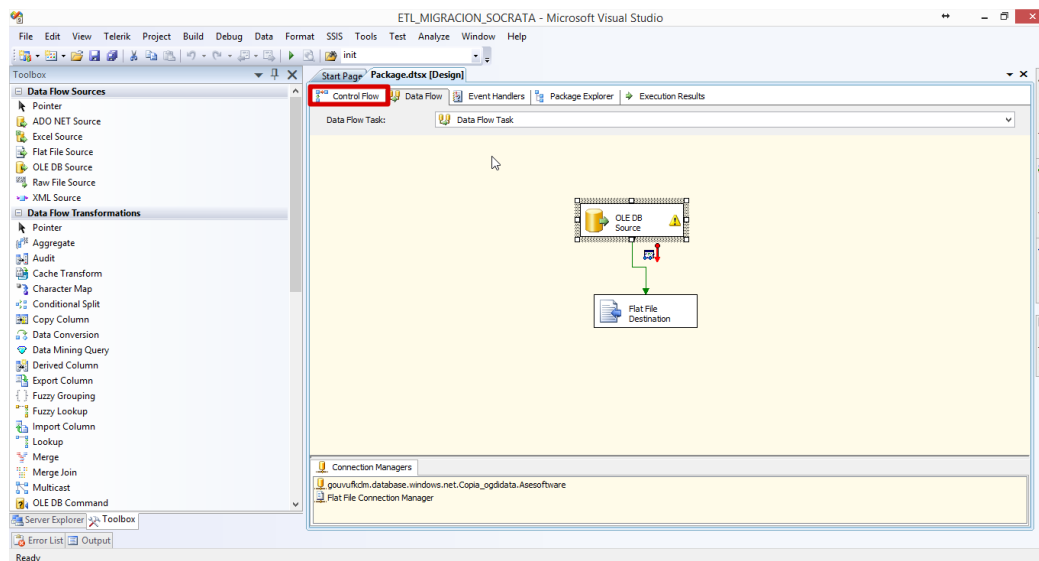 ETL_MIGRACION_SOCRATA - Microsoft Visual Studio
File Edit View Telerik Project Build Debug Data Format SSIS Tools Test Analyze Window Help
init
Toolbox
Start Page Package.dtsx [Design]
Data Flow Sources
Pointer
ADO NET Source
Excel Source
Flat File Source
OLE DB Source
Raw File Source
XML Source
Data Flow Transformations
Pointer
Aggregate
Audit
Cache Transform
Character Map
Conditional Split
Copy Column
Data Conversion
Data Mining Query
Derived Column
Export Column
Fuzzy Grouping
Fuzzy Lookup
Import Column
Lookup
Merge
Merge Join
Multicast
OLE DB Command
Server Explorer Toolbox
Control Flow Data Flow Event Handlers Package Explorer Execution Results
Data Flow Task: Data Flow Task
OLE DB
Source
Flat File
Destination
Connection Managers
gouvufkclm.database.windows.net.Copia_ogdidata.Asesoftware
Flat File Connection Manager
Error List Output
Ready